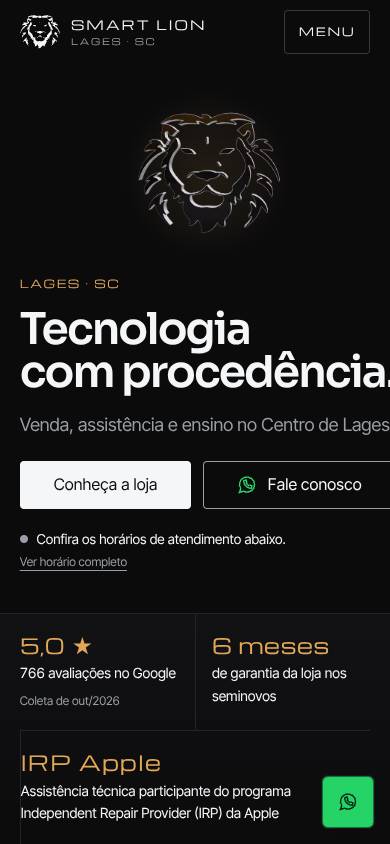 SMART LION
LAGES · SC
MENU
LAGES · SC
Tecnologia
com procedência.
Venda, assistência e ensino no Centro de Lages
Conheça a loja
Fale conosco
Confira os horários de atendimento abaixo.
Ver horário completo
5,0 ★
766 avaliações no Google
Coleta de out/2026
6 meses
de garantia da loja nos
seminovos
IRP Apple
Assistência técnica participante do programa
Independent Repair Provider (IRP) da Apple